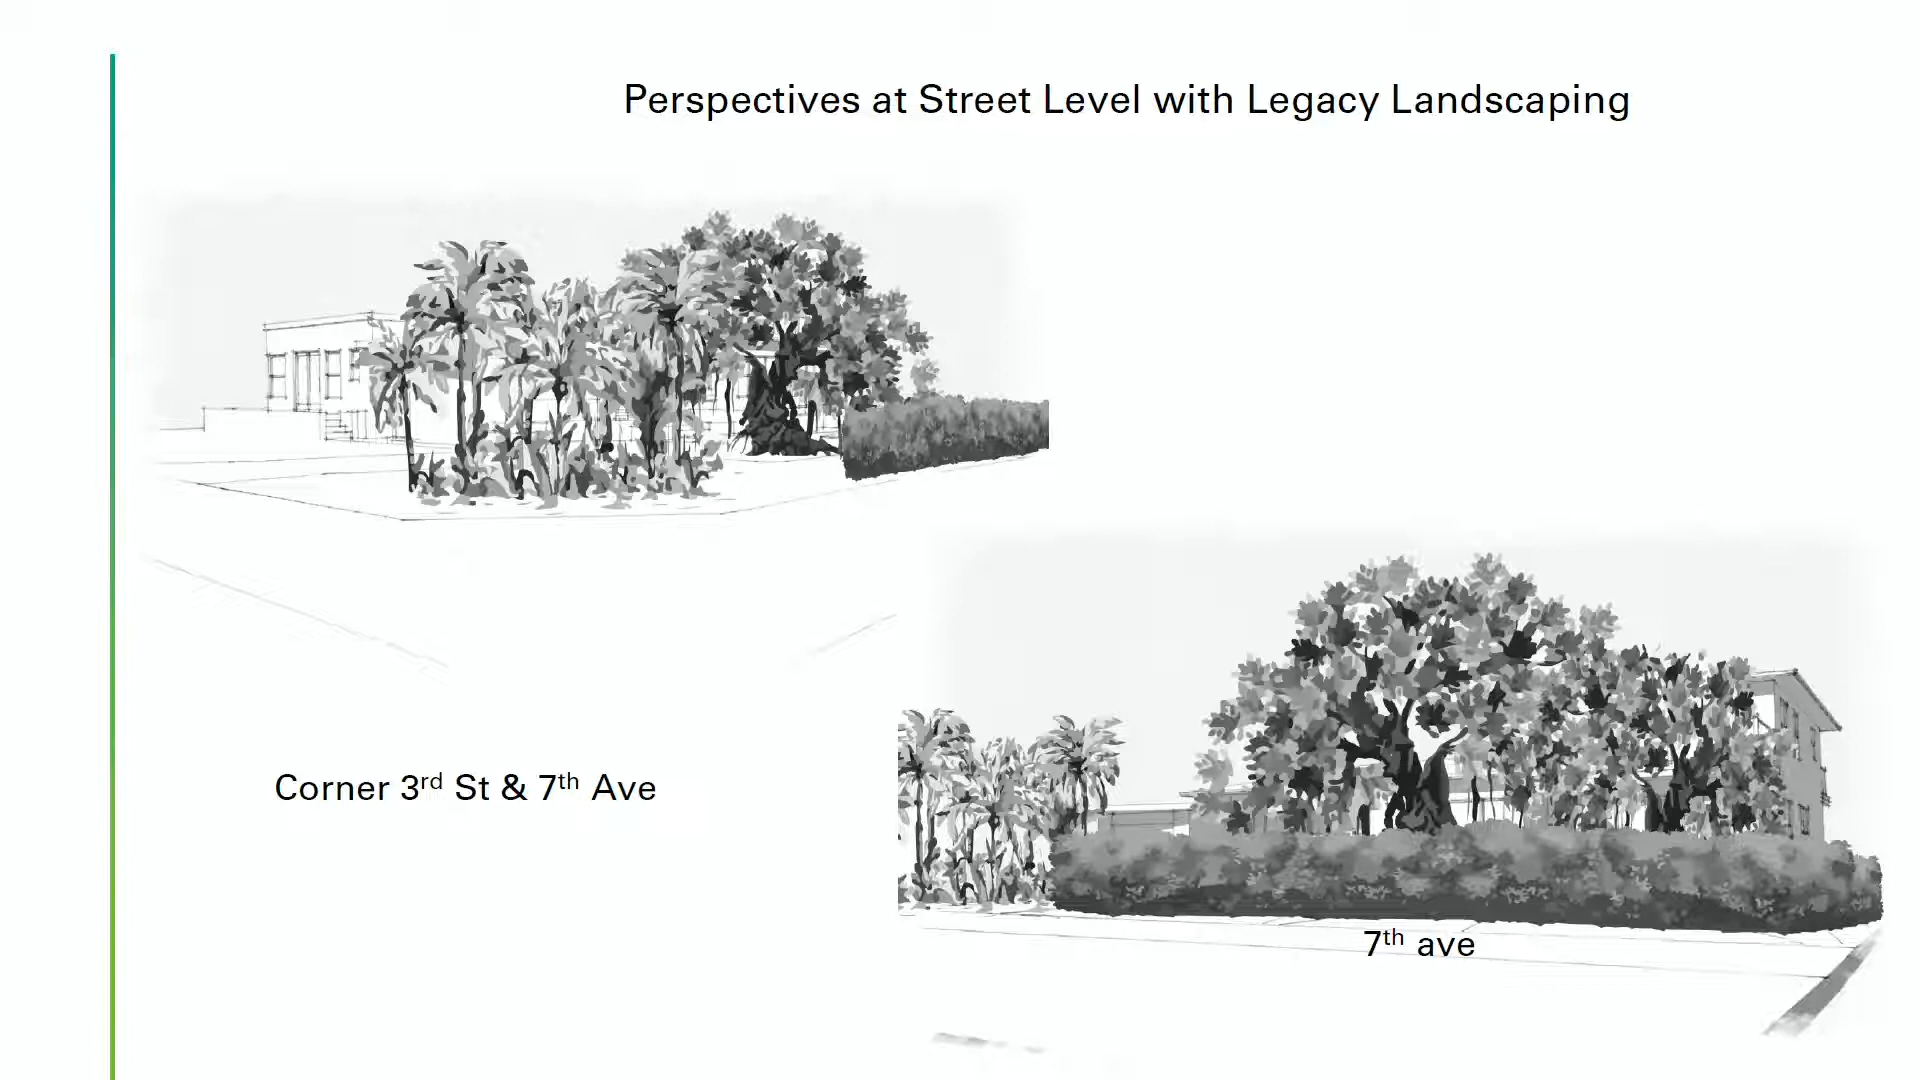 Perspectives at Street Level with Legacy Landscaping
Corner 3rd St & 7th Ave
7th ave